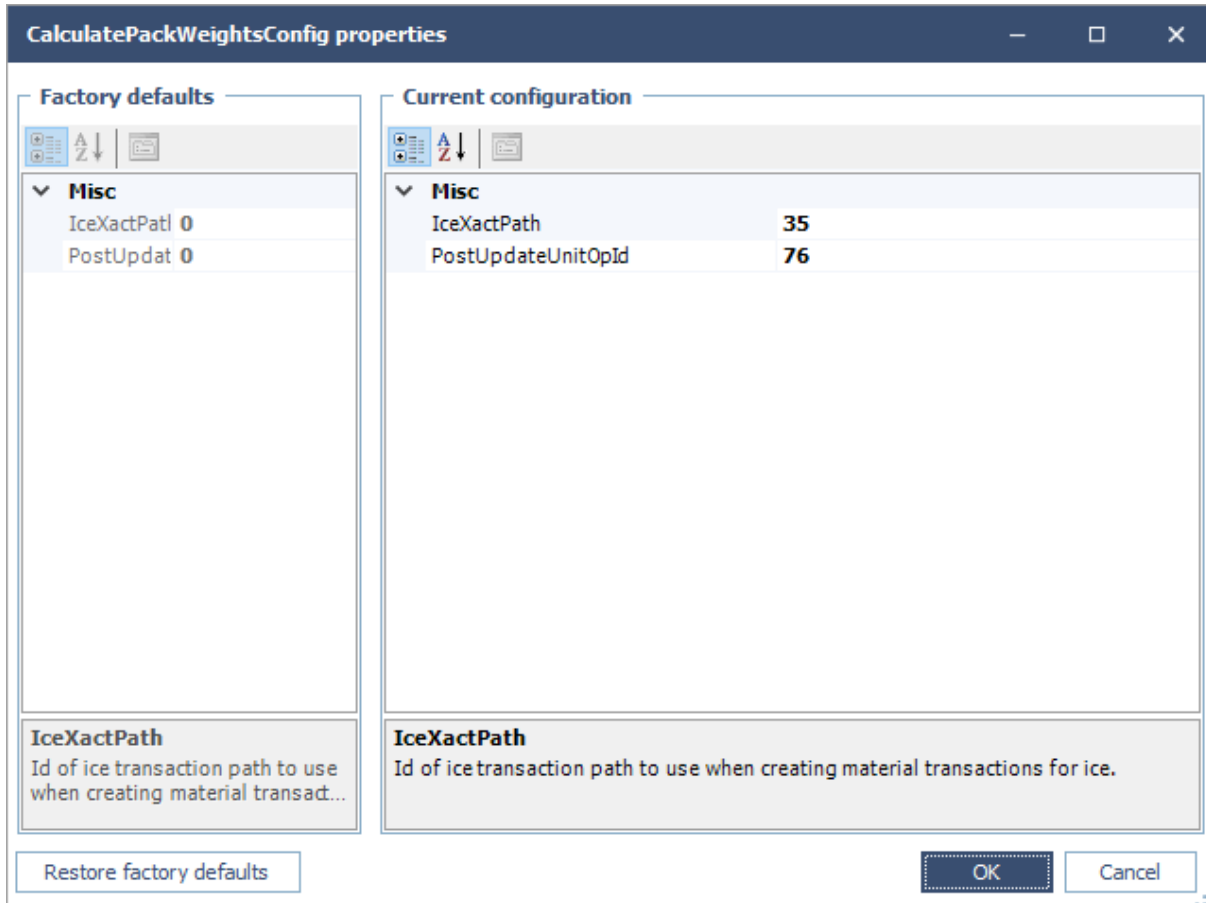 CalculatePackWeightsConfig properties
Factory defaults
Misc
IceXactPatl 0
PostUpdat 0
IceXactPath
Id of ice transaction path to use
when creating material transact...
Restore factory defaults
Current configuration
Misc
IceXactPath 35
PostUpdateUnitOpId 76
IceXactPath
Id of ice transaction path to use when creating material transactions for ice.
OK
Cancel